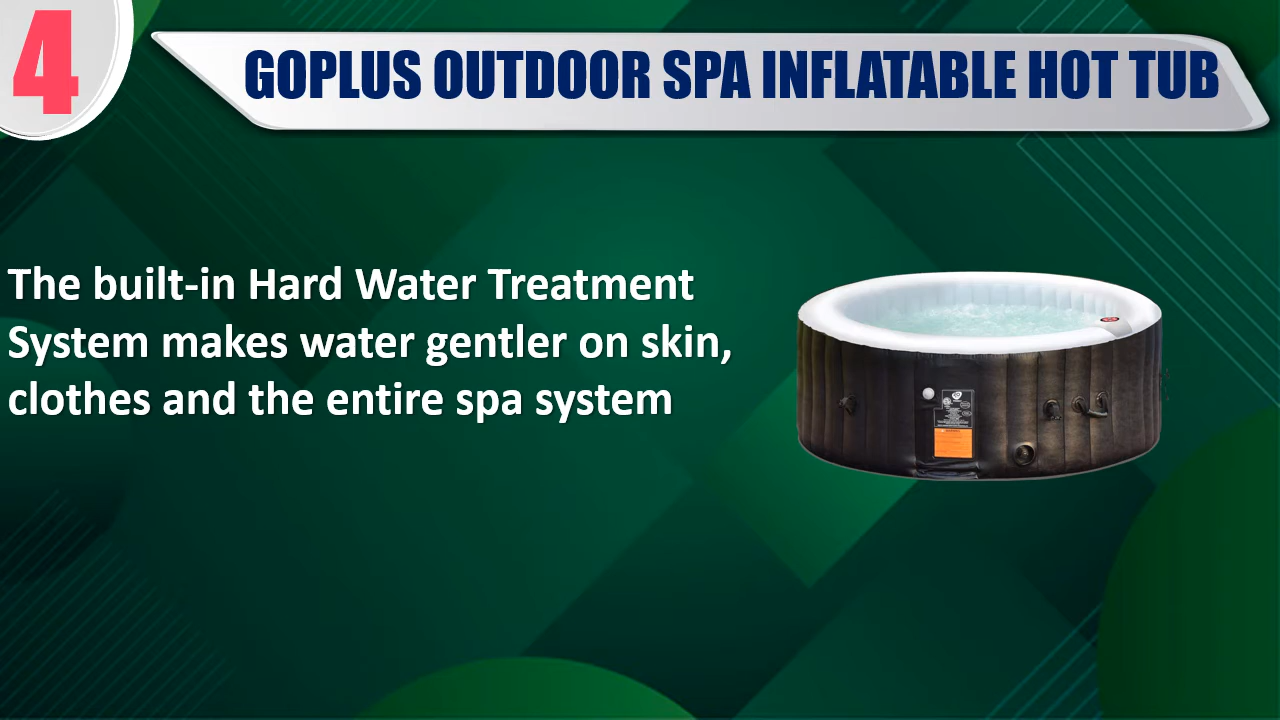 4
GOPLUS OUTDOOR SPA INFLATABLE HOT TUB
The built-in Hard Water Treatment
System makes water gentler on skin,
clothes and the entire spa system